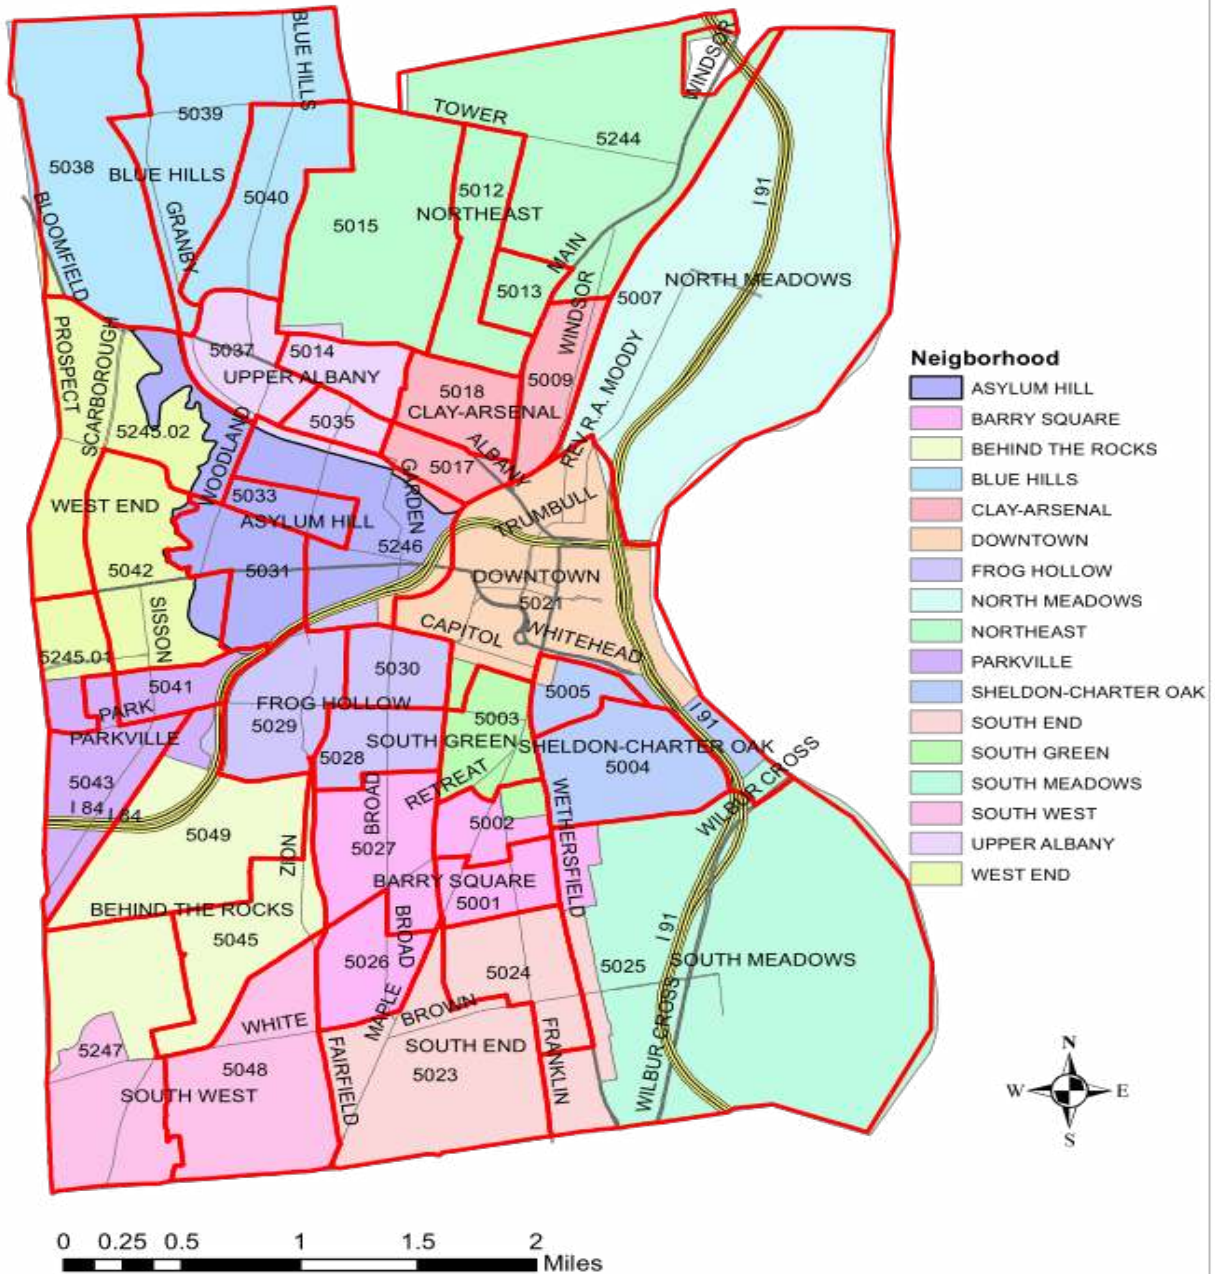 BLUE HILLS
WINDSOR
TOWER
5039
5244
5038
BLUE HILLS
5012
I 91
5040
NORTHEAST
5015
BLOOMFIELD
GRANBY
MAIN
NORTH MEADOWS
5013
5007
WINDSOR
PROSPECT
SCARBOROUGH
5037
5014
REV R.A. MOODY
UPPER ALBANY
5009
5018
CLAY-ARSENAL
5035
5245.02
WOODLAND
ALBANY
5017
GARDEN
5033
WEST END
TRUMBULL
ASYLUM HILL
5246
5042
5031
DOWNTOWN
5021
SISSON
CAPITOL
WHITEHEAD
5245.01
5030
5041
5005
PARK
FROG HOLLOW
I 91
5029
5003
PARKVILLE
SOUTH GREEN
SHELDON-CHARTER OAK
5028
5004
5043
RETREAT
WILBUR CROSS
I 84
I 84
BROAD
WETHERSFIELD
5002
5049
ZION
5027
BARRY SQUARE
5001
BEHIND THE ROCKS
BROAD
5045
I 91
5026
5024
5025
SOUTH MEADOWS
MAPLE
BROWN
WHITE
WILBUR CROSS
5247
FAIRFIELD
SOUTH END
FRANKLIN
5048
5023
SOUTH WEST
Neigborhood
ASYLUM HILL
BARRY SQUARE
BEHIND THE ROCKS
BLUE HILLS
CLAY-ARSENAL
DOWNTOWN
FROG HOLLOW
NORTH MEADOWS
NORTHEAST
PARKVILLE
SHELDON-CHARTER OAK
SOUTH END
SOUTH GREEN
SOUTH MEADOWS
SOUTH WEST
UPPER ALBANY
WEST END
N
W E
S
0 0.25 0.5 1 1.5 2
Miles